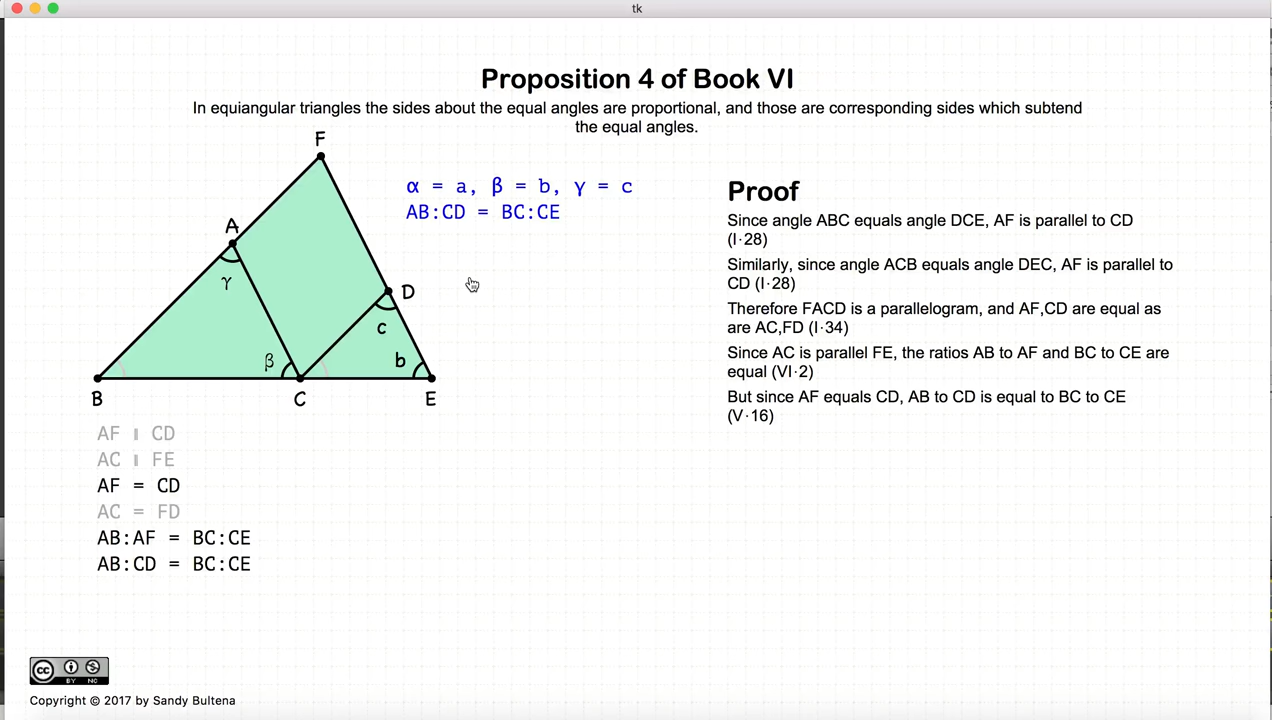 tk
Proposition 4 of Book VI
In equiangular triangles the sides about the equal angles are proportional, and those are corresponding sides which subtend
the equal angles.
F
α = a, β = b, γ = c
AB:CD = BC:CE
A
γ
D
c
β
b
B
C
E
AF ∥ CD
AC ∥ FE
AF = CD
AC = FD
AB:AF = BC:CE
AB:CD = BC:CE
Proof
Since angle ABC equals angle DCE, AF is parallel to CD
(I·28)
Similarly, since angle ACB equals angle DEC, AF is parallel to
CD (I·28)
Therefore FACD is a parallelogram, and AF,CD are equal as
are AC,FD (I·34)
Since AC is parallel FE, the ratios AB to AF and BC to CE are
equal (VI·2)
But since AF equals CD, AB to CD is equal to BC to CE
(V·16)
cc
BY NC
Copyright © 2017 by Sandy Bultena